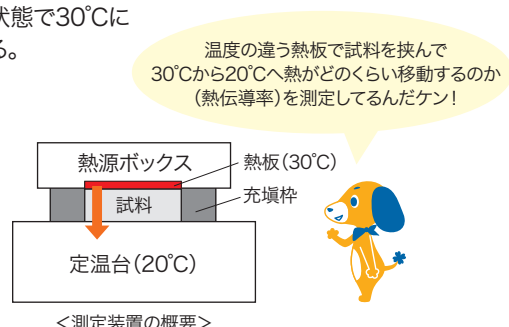 状態で30℃に
る。
温度の違う熱板で試料を挟んで
30℃から20℃へ熱がどのくらい移動するのか
(熱伝導率)を測定してるんだケン!
熱源ボックス
熱板(30℃)
試料
充塡枠
定温台(20℃)
<測定装置の概要>